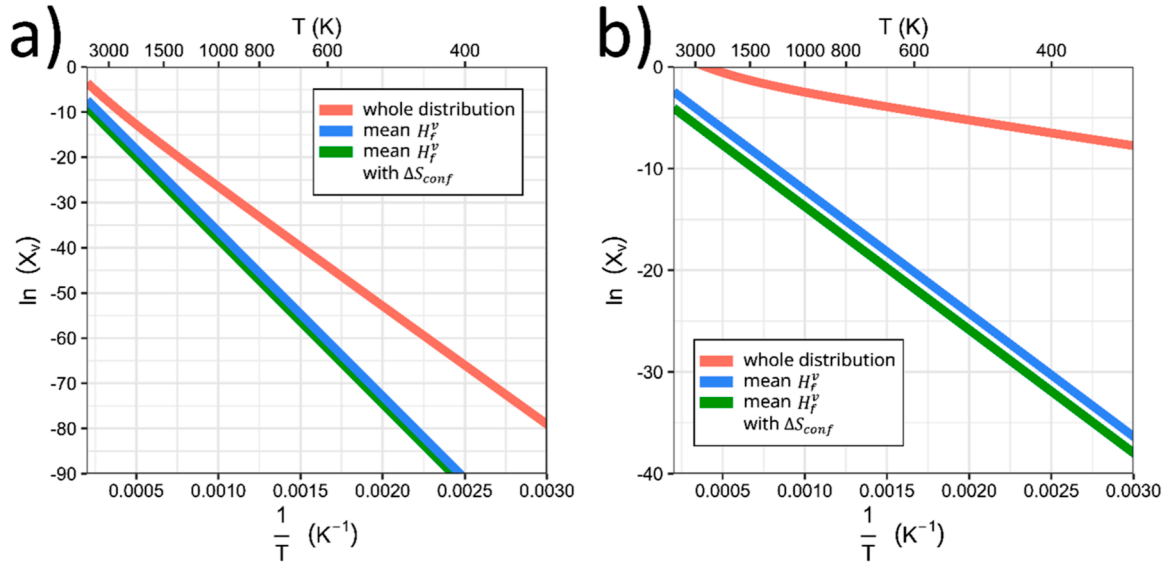 a)
T (K)
3000 1500 1000 800 600 400
0
-10
-20
-30
-40
-50
-60
-70
-80
-90
ln (Xᵥ)
whole distribution
mean H_f^v
mean H_f^v
with ΔS_conf
0.0005 0.0010 0.0015 0.0020 0.0025 0.0030
1/T (K⁻¹)
b)
T (K)
3000 1500 1000 800 600 400
0
-10
-20
-30
-40
ln (Xᵥ)
whole distribution
mean H_f^v
mean H_f^v
with ΔS_conf
0.0005 0.0010 0.0015 0.0020 0.0025 0.0030
1/T (K⁻¹)